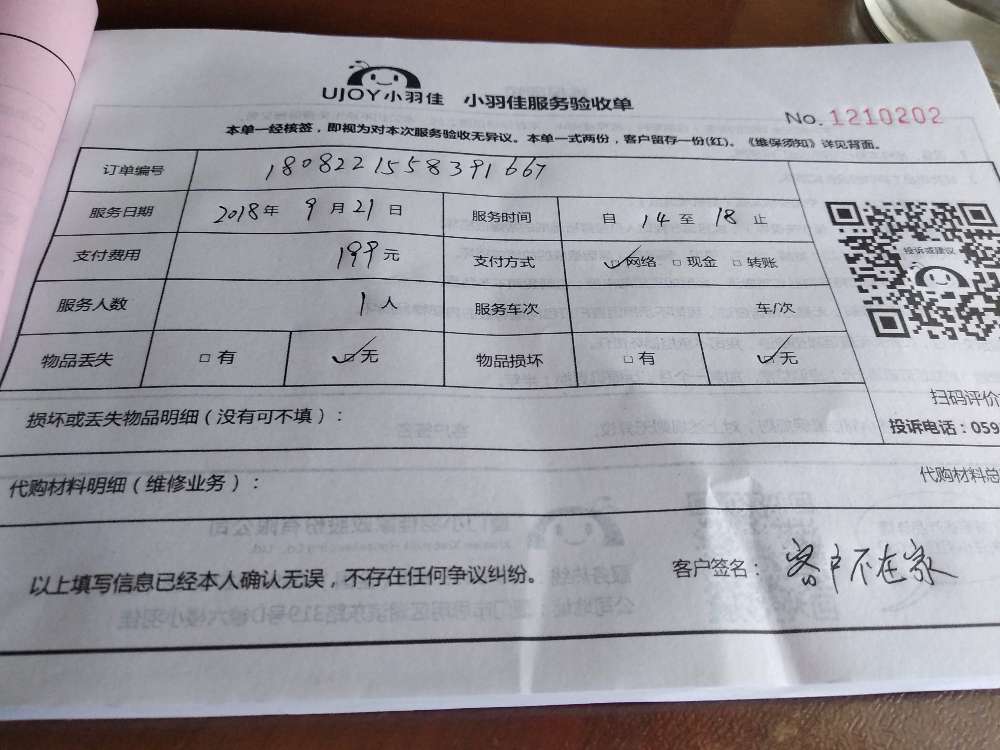 UJOY小羽佳 小羽佳服务验收单
No. 1210202
本单一经核签，即视为对本次服务验收无异议。本单一式两份，客户留存一份(红)。《维保须知》详见背面。
订单编号 1808221558391667
服务日期 2018年 9月21日 服务时间 自 14 至 18 止
支付费用 199元 支付方式 ☑网络 □现金 □转账
投诉或建议
服务人数 1人 服务车次 车/次
物品丢失 □有 ☑无 物品损坏 □有 ☑无
扫码评价
损坏或丢失物品明细（没有可不填）：
投诉电话：059
代购材料明细（维修业务）：
代购材料总
以上填写信息已经本人确认无误，不存在任何争议纠纷。 客户签名： 客户不在家